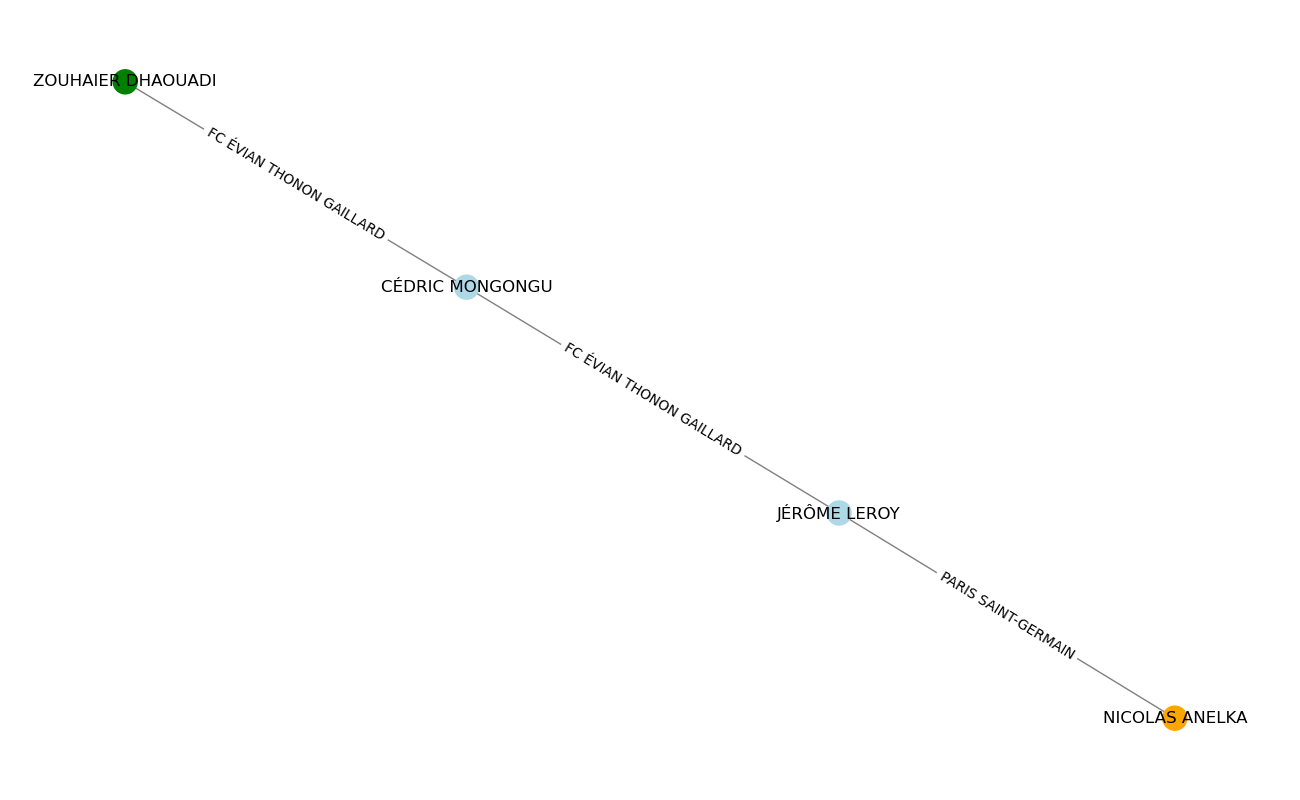 ZOUHAIER DHAOUADI
FC ÉVIAN THONON GAILLARD
CÉDRIC MONGONGU
FC ÉVIAN THONON GAILLARD
JÉRÔME LEROY
PARIS SAINT-GERMAIN
NICOLAS ANELKA